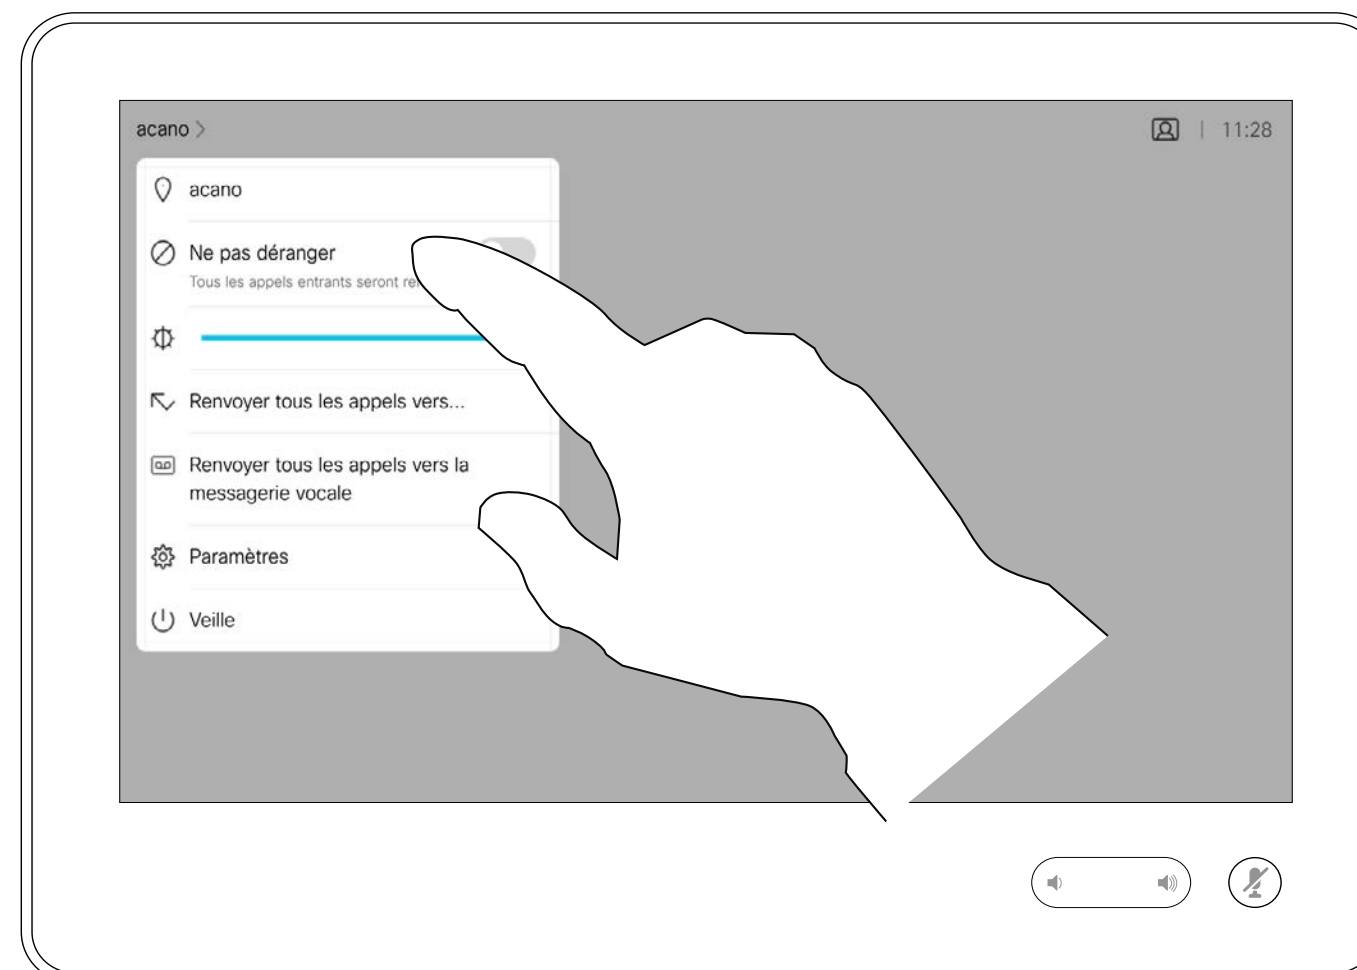 acano >
11:28
acano
Ne pas déranger
Tous les appels entrants seront
Renvoyer tous les appels vers...
Renvoyer tous les appels vers la
messagerie vocale
Paramètres
Veille